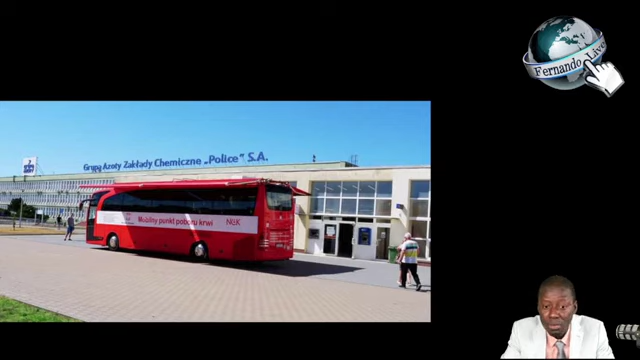 Fernando Live
Grupa Azoty Zakłady Chemiczne „Police” S.A.
Mobilny punkt poboru krwi